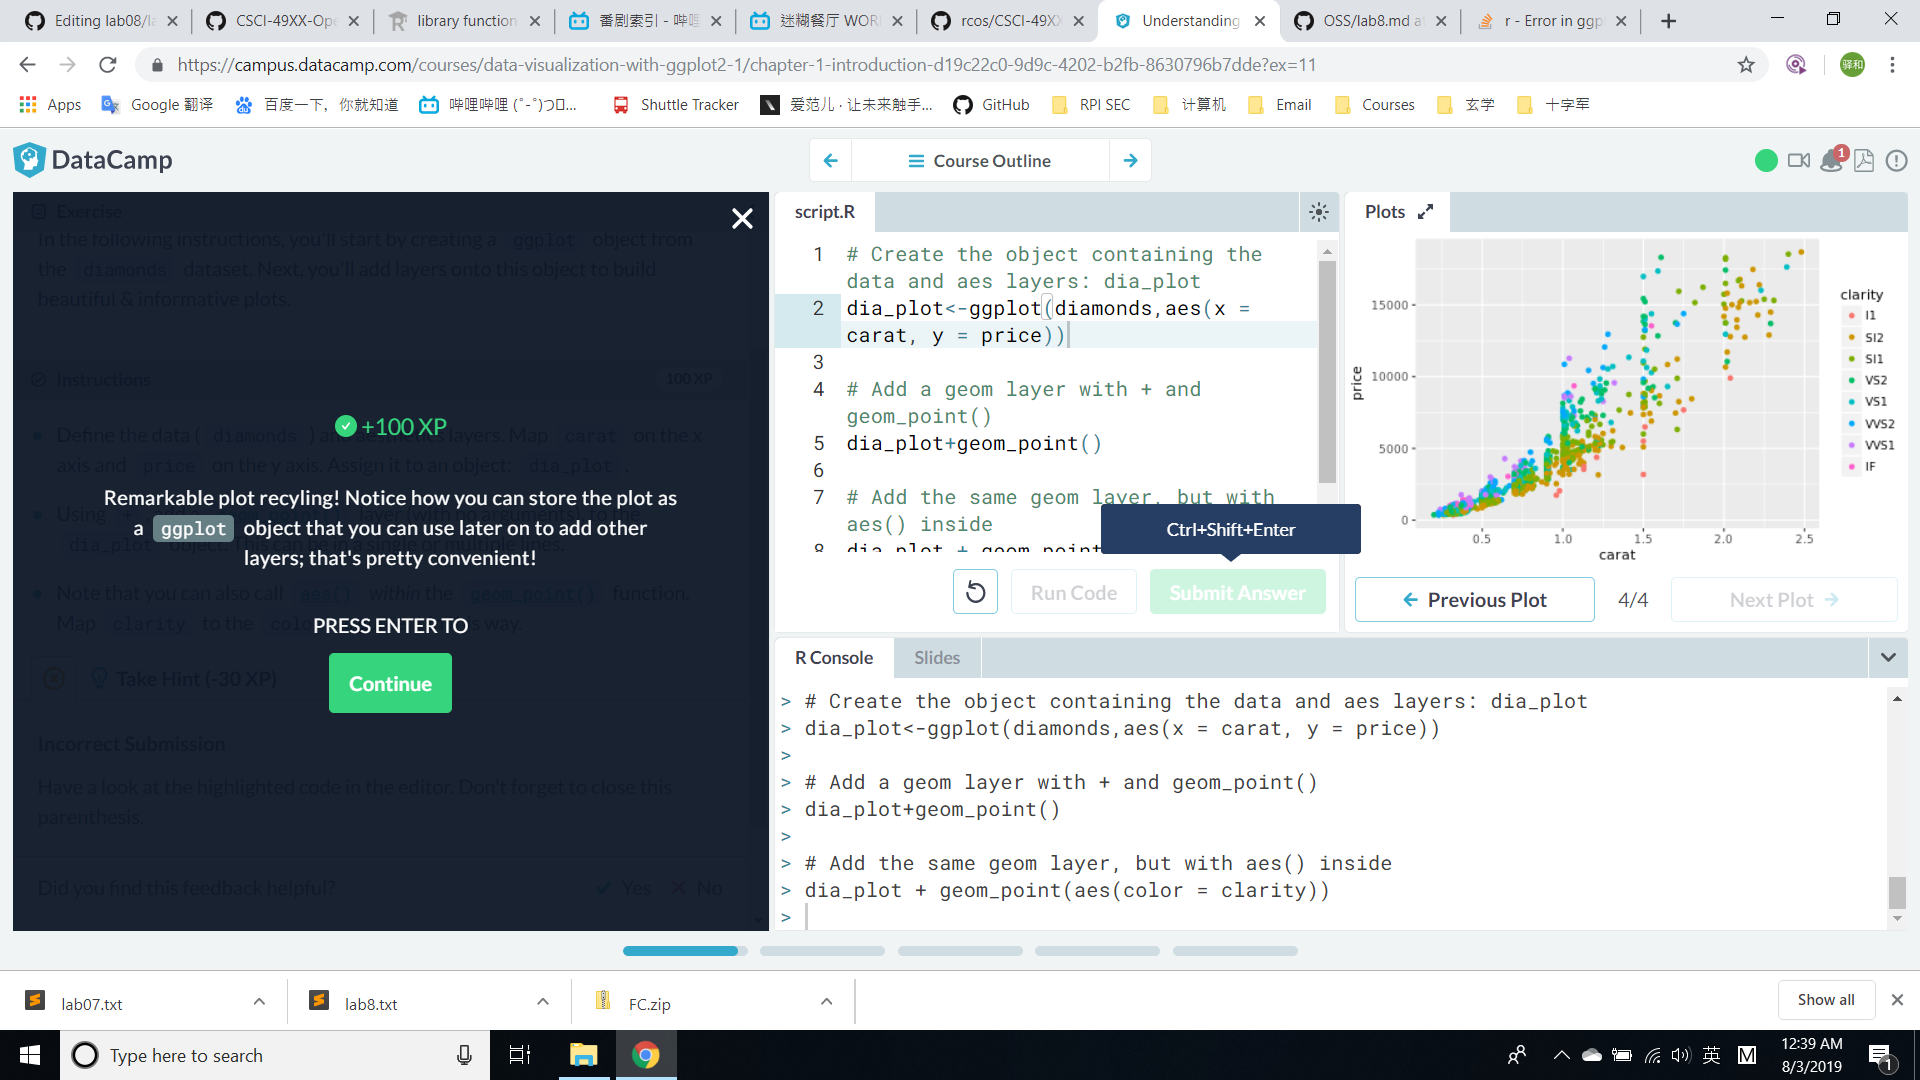 Editing lab08/la
CSCI-49XX-Ope
library function
番剧索引 - 哔哩
迷糊餐厅 WOR
rcos/CSCI-49XX
Understanding
OSS/lab8.md a
r - Error in ggp
https://campus.datacamp.com/courses/data-visualization-with-ggplot2-1/chapter-1-introduction-d19c22c0-9d9c-4202-b2fb-8630796b7dde?ex=11
驿和
Apps
Google 翻译
百度一下，你就知道
哔哩哔哩 (゜-゜)つロ...
Shuttle Tracker
爱范儿 · 让未来触手...
GitHub
RPI SEC
计算机
Email
Courses
玄学
十字军
DataCamp
Course Outline
1
Exercise
In the following instructions, you'll start by creating a ggplot object from
the diamonds dataset. Next, you'll add layers onto this object to build
beautiful & informative plots.
Instructions
100 XP
Define the data ( diamonds ) and aesthetics layers. Map carat on the x
axis and price on the y axis. Assign it to an object: dia_plot .
+100 XP
Remarkable plot recyling! Notice how you can store the plot as
a ggplot object that you can use later on to add other
layers; that's pretty convenient!
Note that you can also call aes() within the geom_point() function.
Map clarity to the
PRESS ENTER TO
Continue
Take Hint (-30 XP)
Incorrect Submission
Have a look at the highlighted code in the editor. Don't forget to close this
parenthesis.
Did you find this feedback helpful?
Yes
No
script.R
1 # Create the object containing the
data and aes layers: dia_plot
2 dia_plot<-ggplot(diamonds,aes(x =
carat, y = price))
3
4 # Add a geom layer with + and
geom_point()
5 dia_plot+geom_point()
6
7 # Add the same geom layer, but with
aes() inside
8 dia_plot + geom_point
Ctrl+Shift+Enter
Run Code
Submit Answer
Plots
15000
10000
5000
0
price
0.5 1.0 1.5 2.0 2.5
carat
clarity
I1
SI2
SI1
VS2
VS1
VVS2
VVS1
IF
Previous Plot
4/4
Next Plot
R Console
Slides
> # Create the object containing the data and aes layers: dia_plot
> dia_plot<-ggplot(diamonds,aes(x = carat, y = price))
>
> # Add a geom layer with + and geom_point()
> dia_plot+geom_point()
>
> # Add the same geom layer, but with aes() inside
> dia_plot + geom_point(aes(color = clarity))
>
lab07.txt
lab8.txt
FC.zip
Show all
Type here to search
英
M
12:39 AM
8/3/2019
1